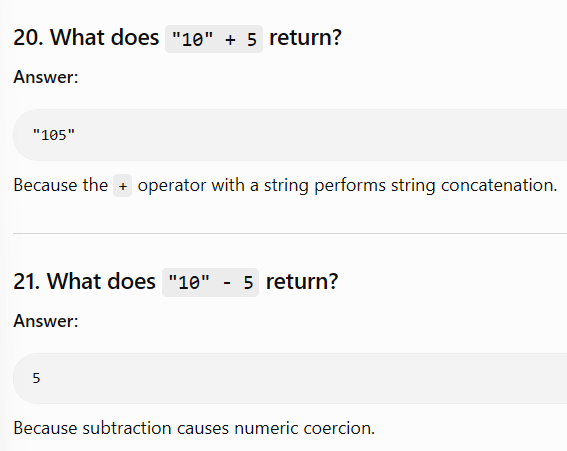 20. What does "10" + 5 return?
Answer:
"105"
Because the + operator with a string performs string concatenation.
21. What does "10" - 5 return?
Answer:
5
Because subtraction causes numeric coercion.